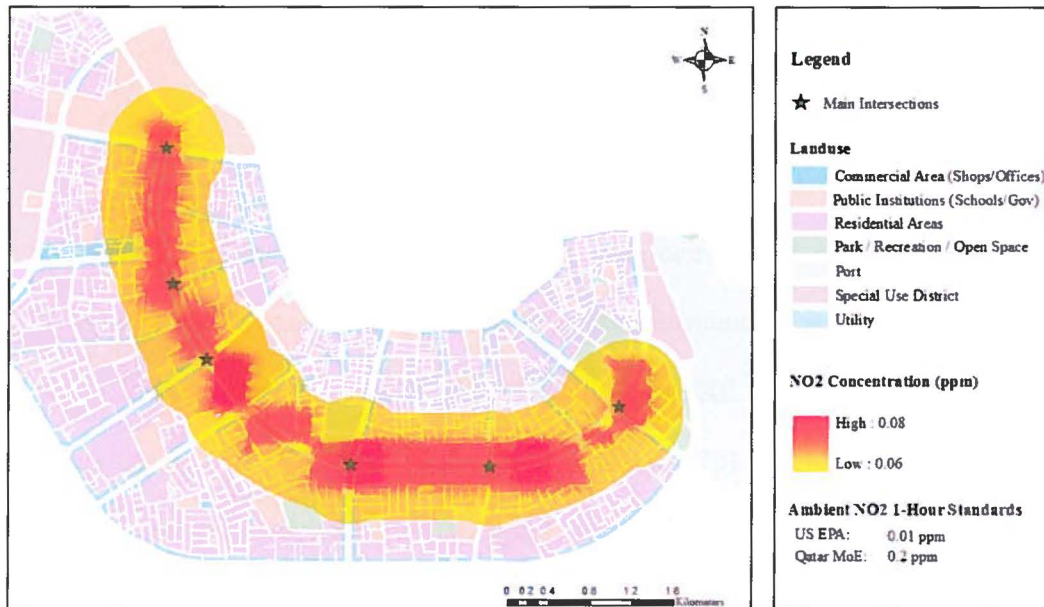 N
W E
S
0 0.2 0.4 0.8 1.2 1.6
Kilometers
Legend
Main Intersections
Landuse
Commercial Area (Shops/Offices)
Public Institutions (Schools/Gov)
Residential Areas
Park / Recreation / Open Space
Port
Special Use District
Utility
NO2 Concentration (ppm)
High : 0.08
Low : 0.06
Ambient NO2 1-Hour Standards
US EPA: 0.01 ppm
Qatar MoE: 0.2 ppm